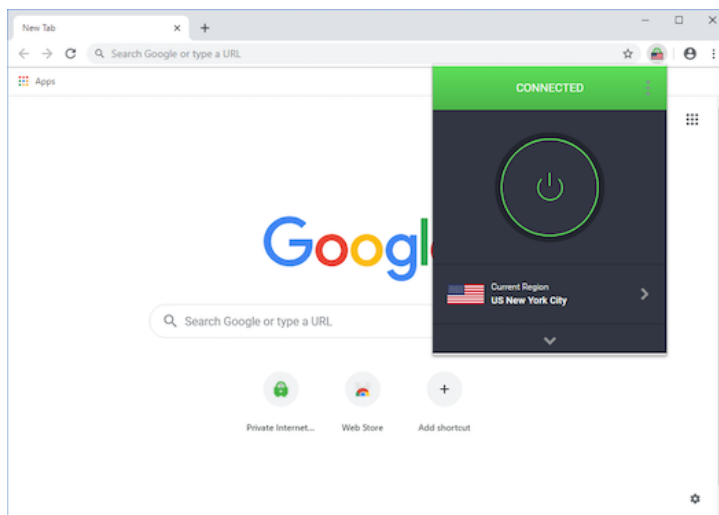 New Tab
Search Google or type a URL
Apps
CONNECTED
Google
Current Region
US New York City
Search Google or type a URL
Private Internet...
Web Store
Add shortcut